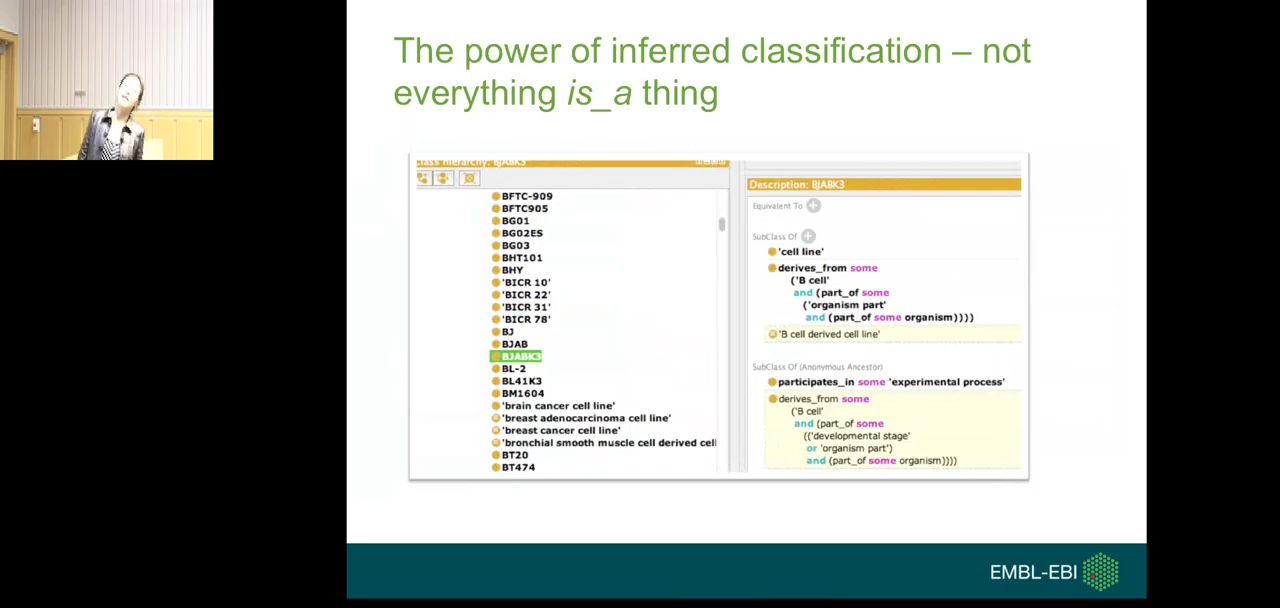 The power of inferred classification – not
everything is_a thing
Class hierarchy: BJABK3
BFTC-909
BFTC905
BG01
BG02ES
BG03
BHT101
BHY
'BICR 10'
'BICR 22'
'BICR 31'
'BICR 78'
BJ
BJAB
BJABK3
BL-2
BL41K3
BM1604
'brain cancer cell line'
'breast adenocarcinoma cell line'
'breast cancer cell line'
'bronchial smooth muscle cell derived cell
BT20
BT474
Description: BJABK3
Equivalent To
SubClass Of
'cell line'
derives_from some
('B cell'
and (part_of some
('organism part'
and (part_of some organism))))
'B cell derived cell line'
SubClass Of (Anonymous Ancestor)
participates_in some 'experimental process'
derives_from some
('B cell'
and (part_of some
(('developmental stage'
or 'organism part')
and (part_of some organism))))
EMBL-EBI